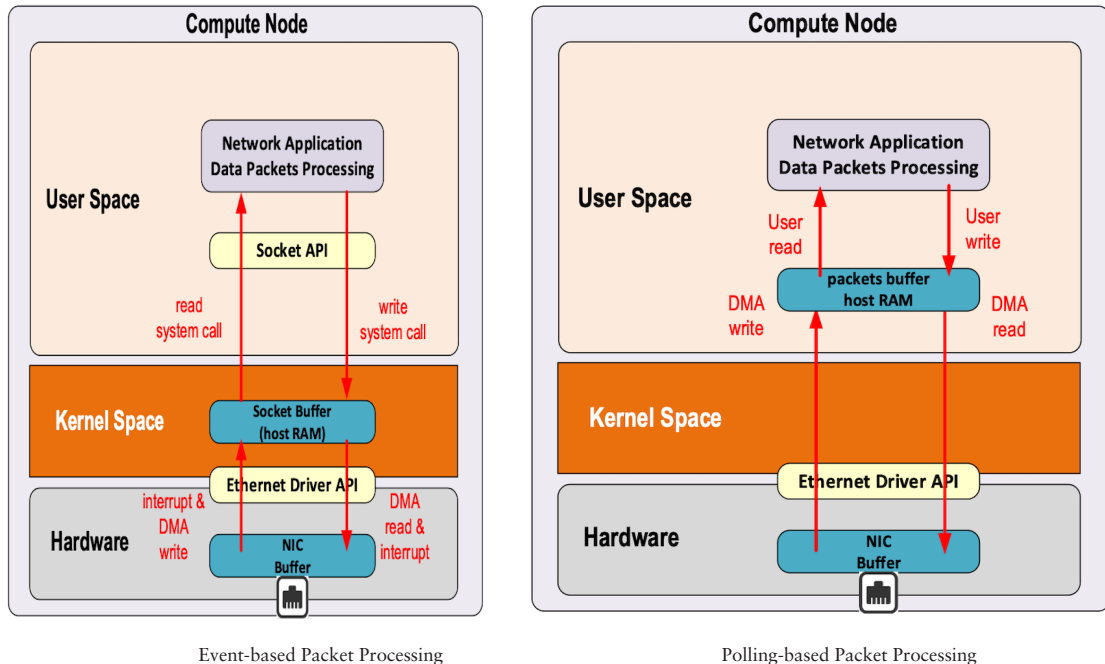 Compute Node
Network Application
Data Packets Processing
User Space
Socket API
read
system call
write
system call
Kernel Space
Socket Buffer
(host RAM)
Ethernet Driver API
interrupt &
DMA
write
DMA
read &
interrupt
Hardware
NIC
Buffer
Event-based Packet Processing
Compute Node
Network Application
Data Packets Processing
User Space
User
read
User
write
packets buffer
host RAM
DMA
write
DMA
read
Kernel Space
Ethernet Driver API
Hardware
NIC
Buffer
Polling-based Packet Processing